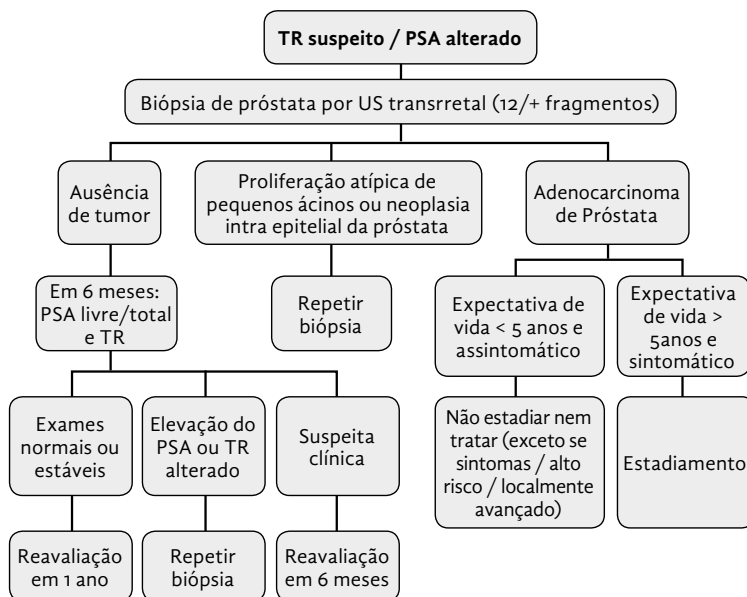 TR suspeito / PSA alterado
Biópsia de próstata por US transrretal (12/+ fragmentos)
Ausência
de tumor
Proliferação atípica de
pequenos ácinos ou neoplasia
intra epitelial da próstata
Adenocarcinoma
de Próstata
Em 6 meses:
PSA livre/total
e TR
Repetir
biópsia
Expectativa de
vida < 5 anos e
assintomático
Expectativa
de vida >
5anos e
sintomático
Exames
normais ou
estáveis
Elevação do
PSA ou TR
alterado
Suspeita
clínica
Não estadiar nem
tratar (exceto se
sintomas / alto
risco / localmente
avançado)
Estadiamento
Reavaliação
em 1 ano
Repetir
biópsia
Reavaliação
em 6 meses